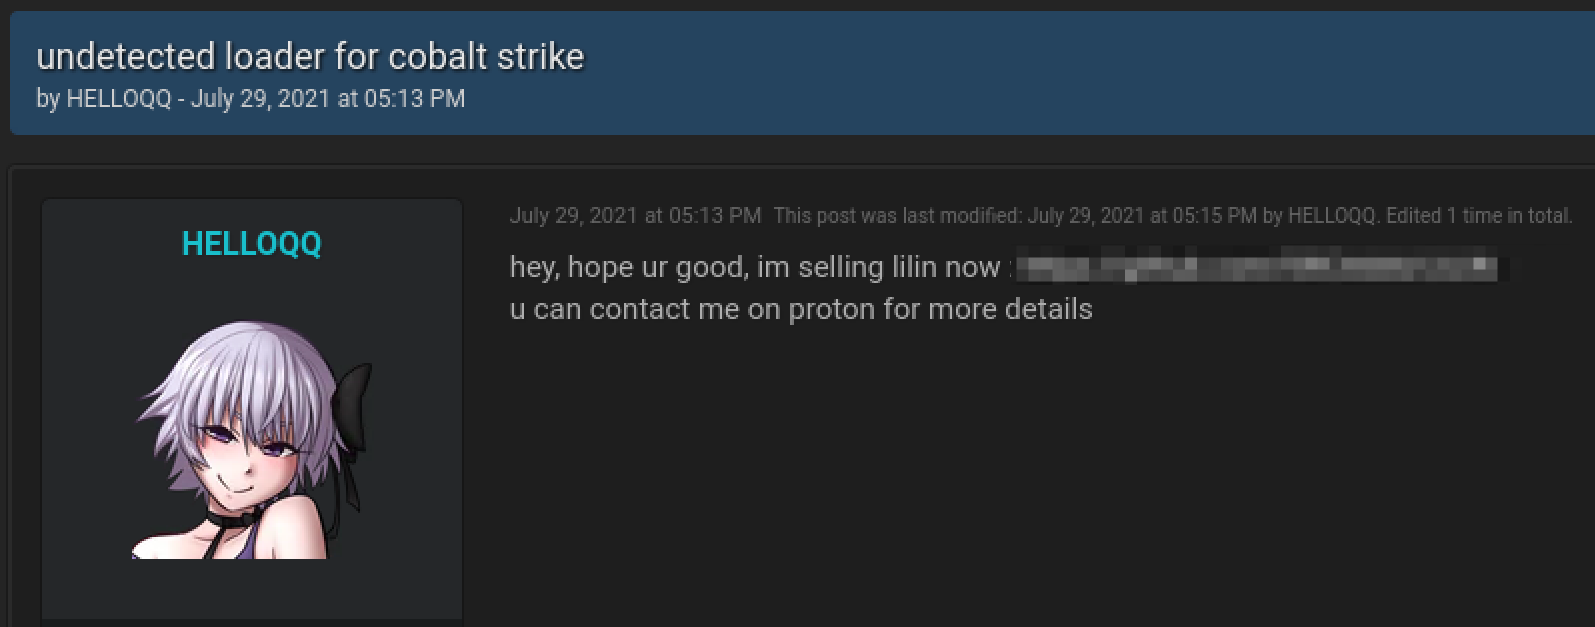 undetected loader for cobalt strike
by HELLOQQ - July 29, 2021 at 05:13 PM
HELLOQQ
July 29, 2021 at 05:13 PM This post was last modified: July 29, 2021 at 05:15 PM by HELLOQQ. Edited 1 time in total.
hey, hope ur good, im selling lilin now :
u can contact me on proton for more details